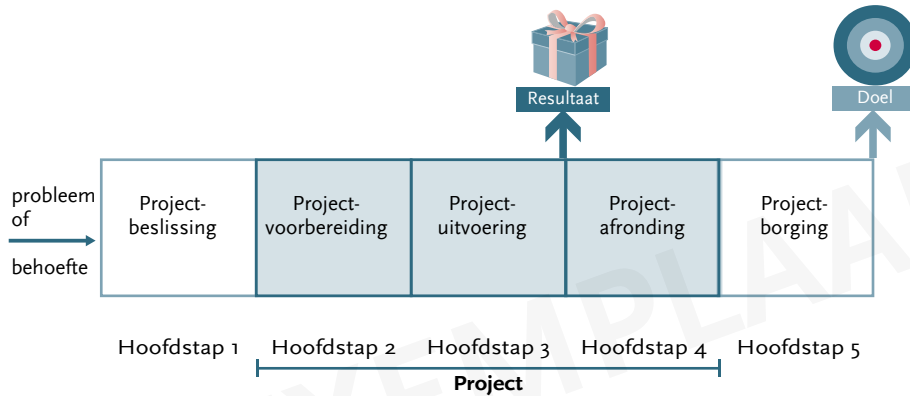 Resultaat
Doel
probleem
of
behoefte
Project-
beslissing
Project-
voorbereiding
Project-
uitvoering
Project-
afronding
Project-
borging
Hoofdstap 1
Hoofdstap 2
Hoofdstap 3
Hoofdstap 4
Hoofdstap 5
Project